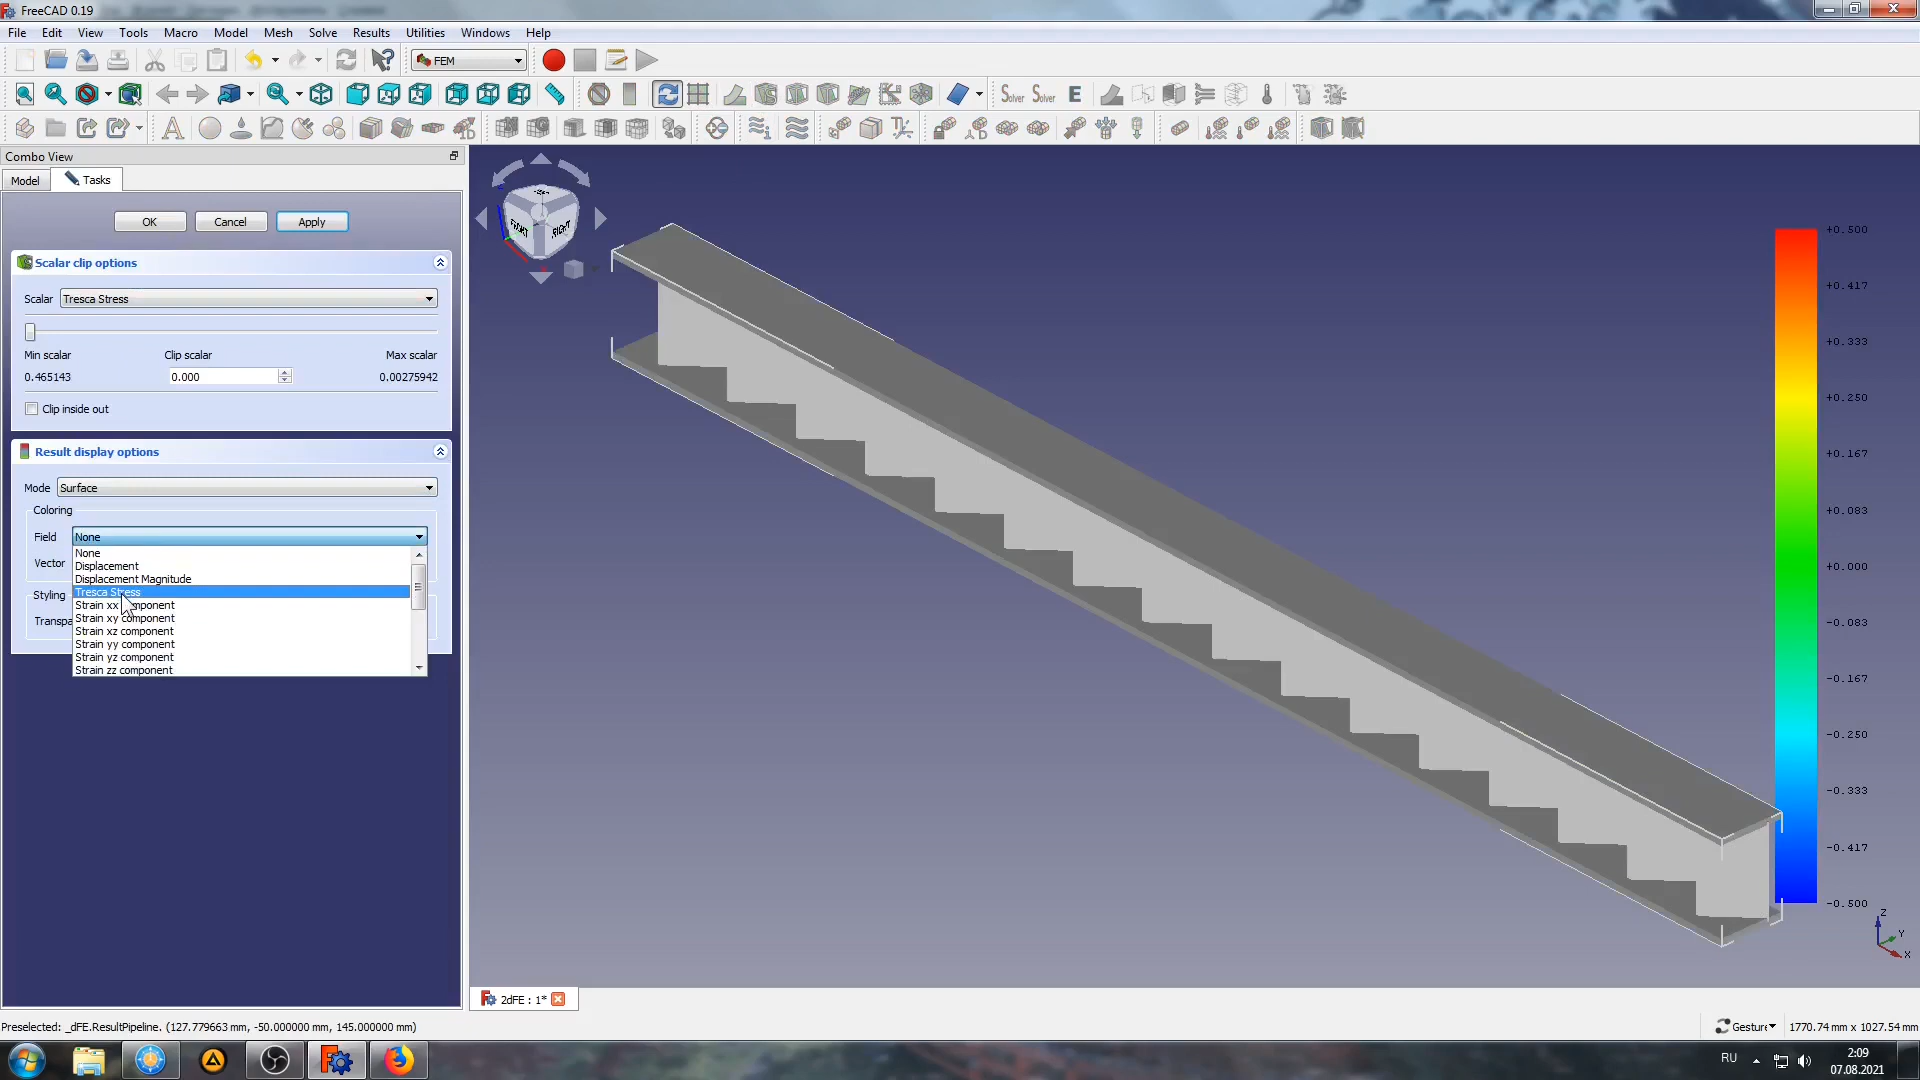 FreeCAD 0.19
File Edit View Tools Macro Model Mesh Solve Results Utilities Windows Help
FEM
Solver Solver E
Combo View
Model Tasks
OK Cancel Apply
Scalar clip options
Scalar Tresca Stress
Min scalar Clip scalar Max scalar
0.465143 0.000 0.00275942
Clip inside out
Result display options
Mode Surface
Coloring
Field None
None
Displacement
Vector
Displacement Magnitude
Tresca Stress
Styling
Strain xx component
Strain xy component
Transpa
Strain xz component
Strain yy component
Strain yz component
Strain zz component
FRONT RIGHT
+0.500
+0.417
+0.333
+0.250
+0.167
+0.083
+0.000
-0.083
-0.167
-0.250
-0.333
-0.417
-0.500
Z
Y
X
2dFE : 1*
Preselected: _dFE.ResultPipeline. (127.779663 mm, -50.000000 mm, 145.000000 mm)
Gesture
1770.74 mm x 1027.54 mm
RU
2:09
07.08.2021